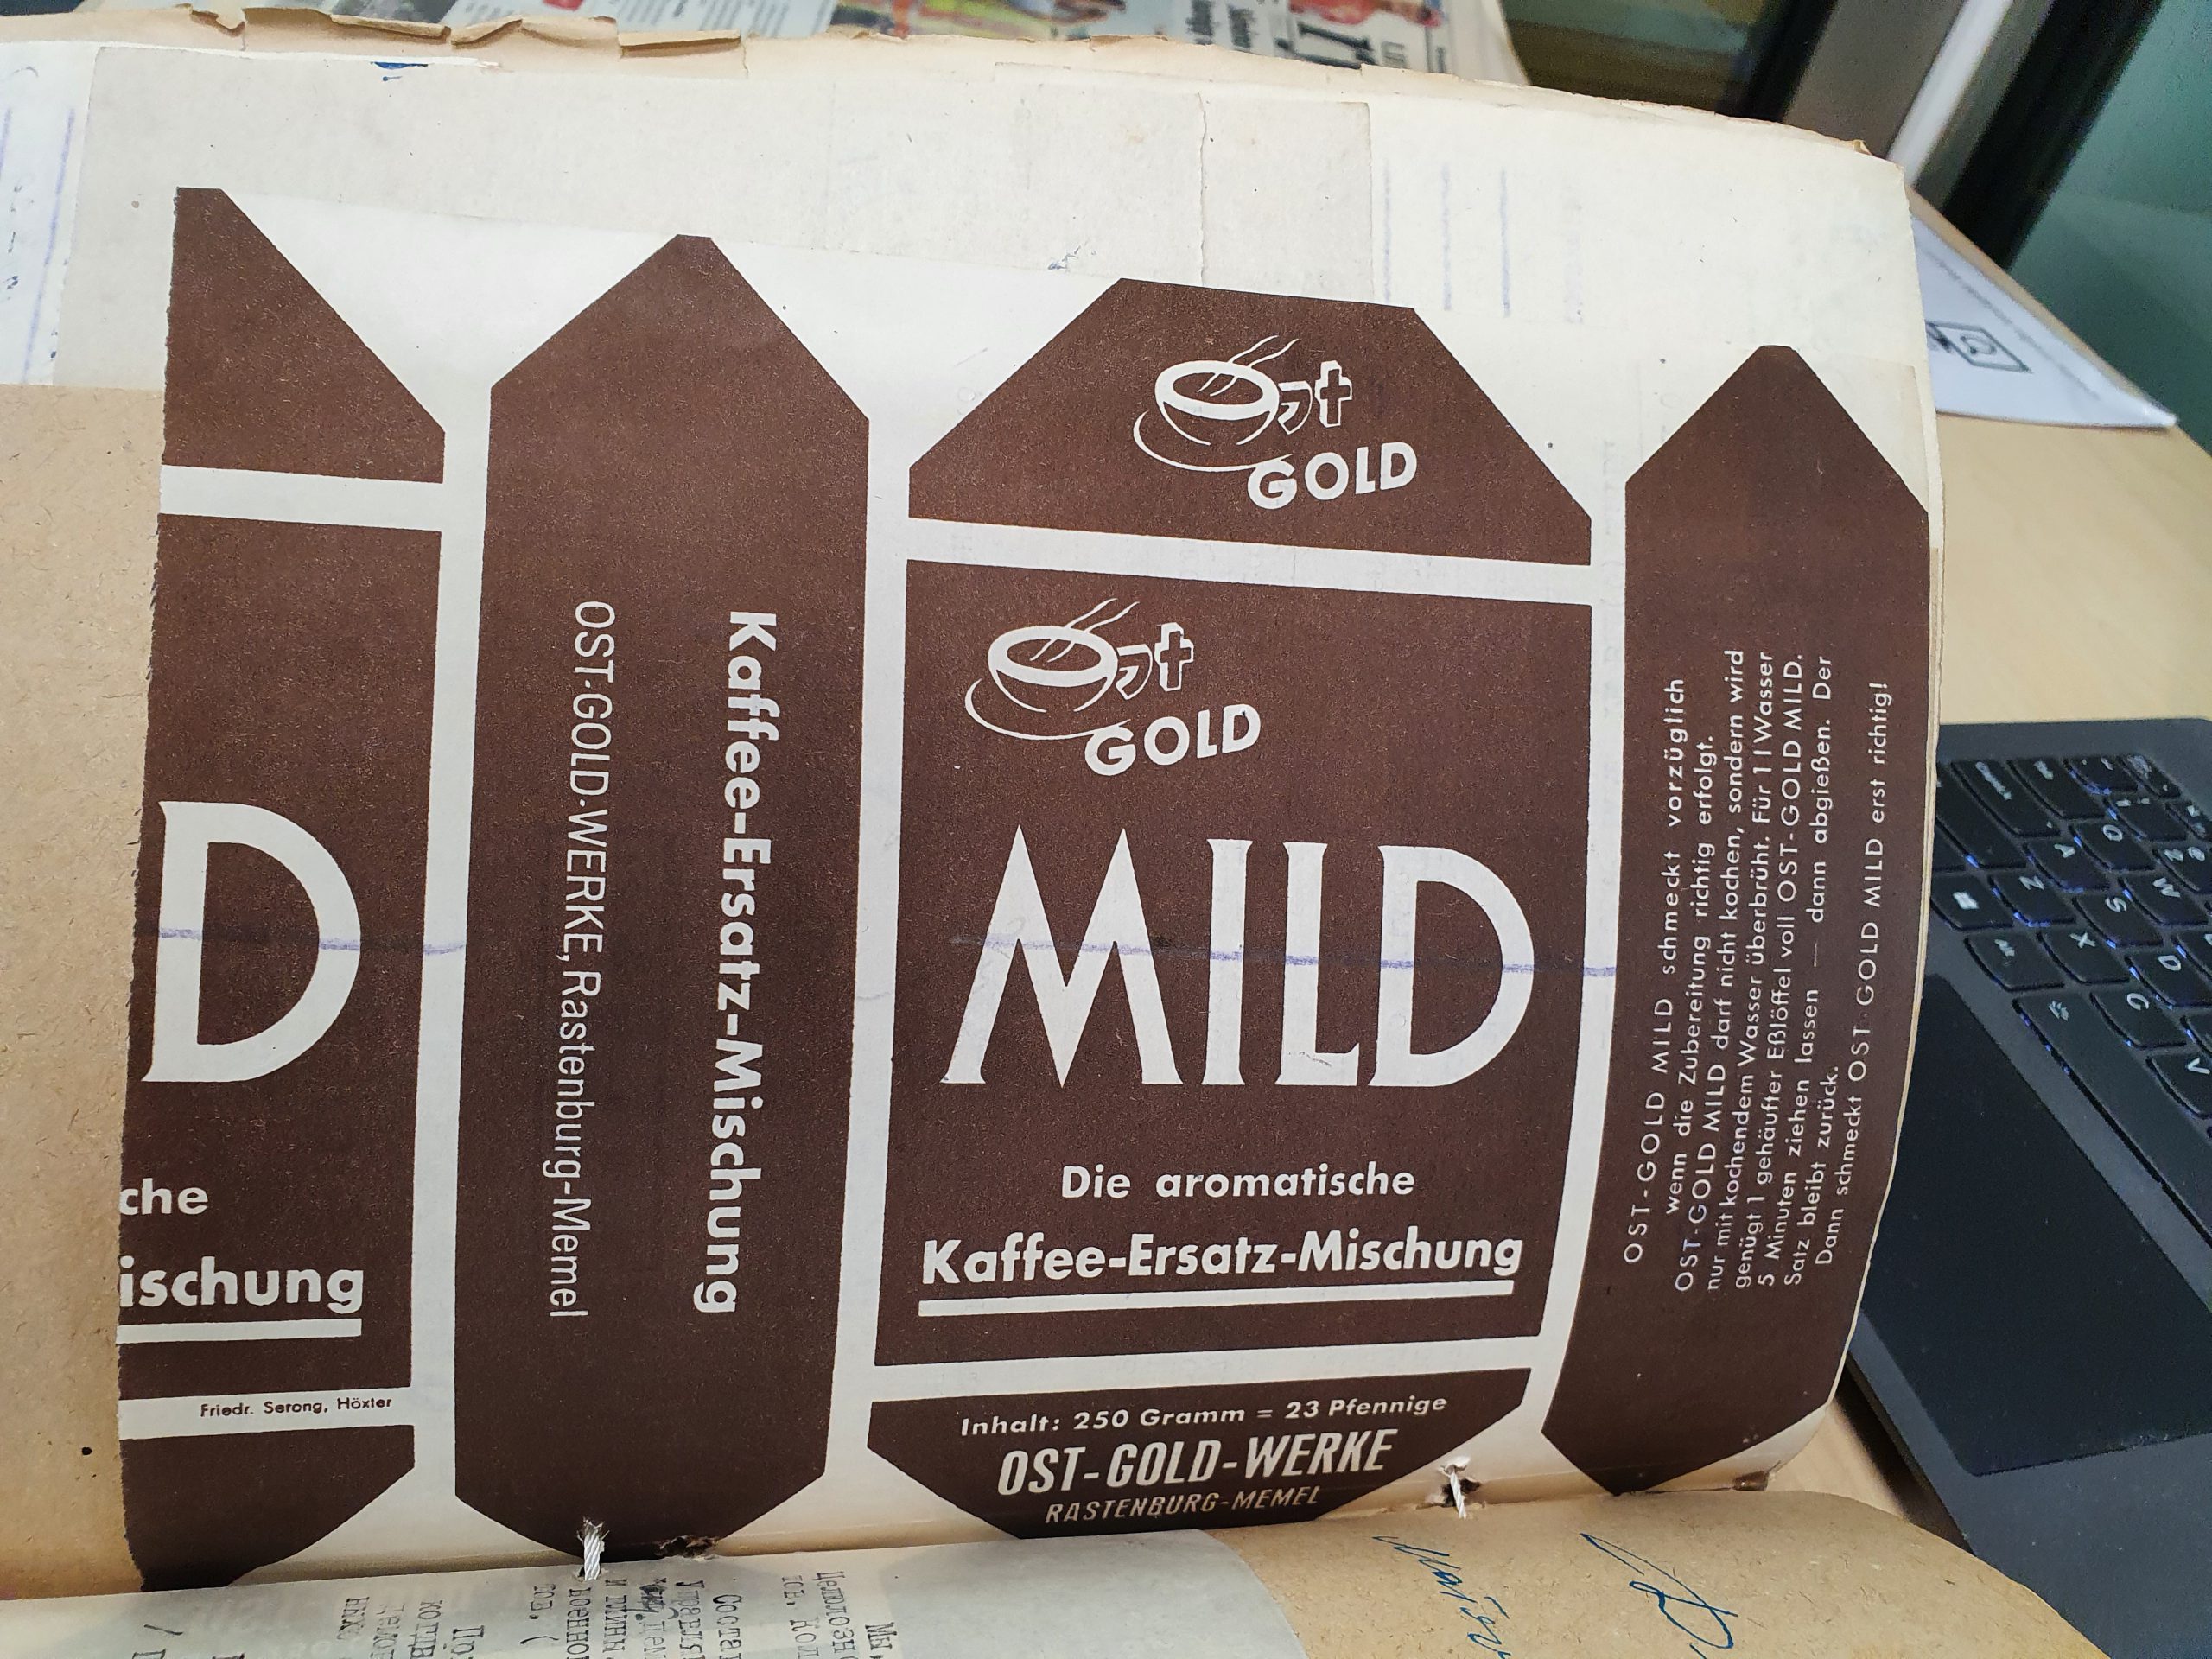 D
che
ischung
Friedr. Serong, Höxter
Kaffee-Ersatz-Mischung
OST-GOLD-WERKE, Rastenburg-Memel
Ost
GOLD
Ost
GOLD
MILD
Die aromatische
Kaffee-Ersatz-Mischung
Inhalt: 250 Gramm = 23 Pfennige
OST-GOLD-WERKE
RASTENBURG-MEMEL
OST-GOLD MILD schmeckt vorzüglich
wenn die Zubereitung richtig erfolgt.
OST-GOLD MILD darf nicht kochen, sondern wird
nur mit kochendem Wasser überbrüht. Für 1 l Wasser
genügt 1 gehäufter Eßlöffel voll OST-GOLD MILD.
5 Minuten ziehen lassen — dann abgießen. Der
Satz bleibt zurück.
Dann schmeckt OST-GOLD MILD erst richtig!